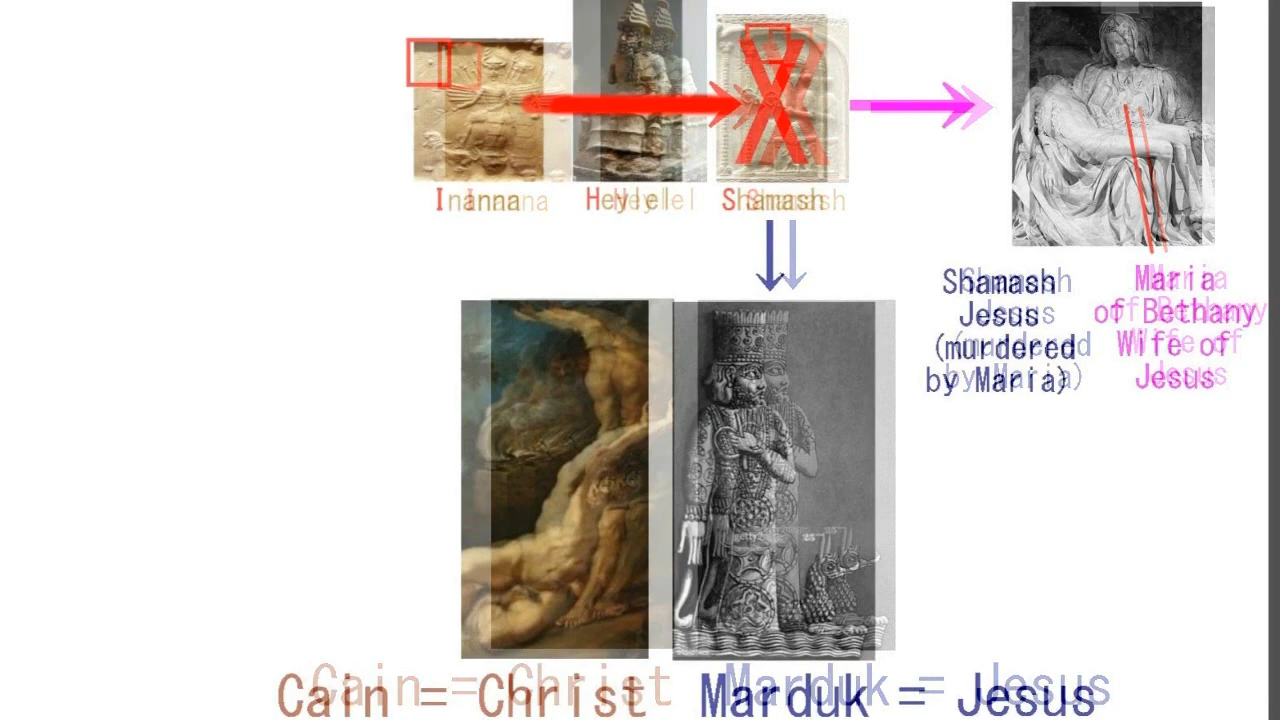 Inanna Heylel Shamash
Shamash
Jesus
(murdered
by Maria)
Maria
of Bethany
Wife of
Jesus
Cain = Christ Marduk = Jesus